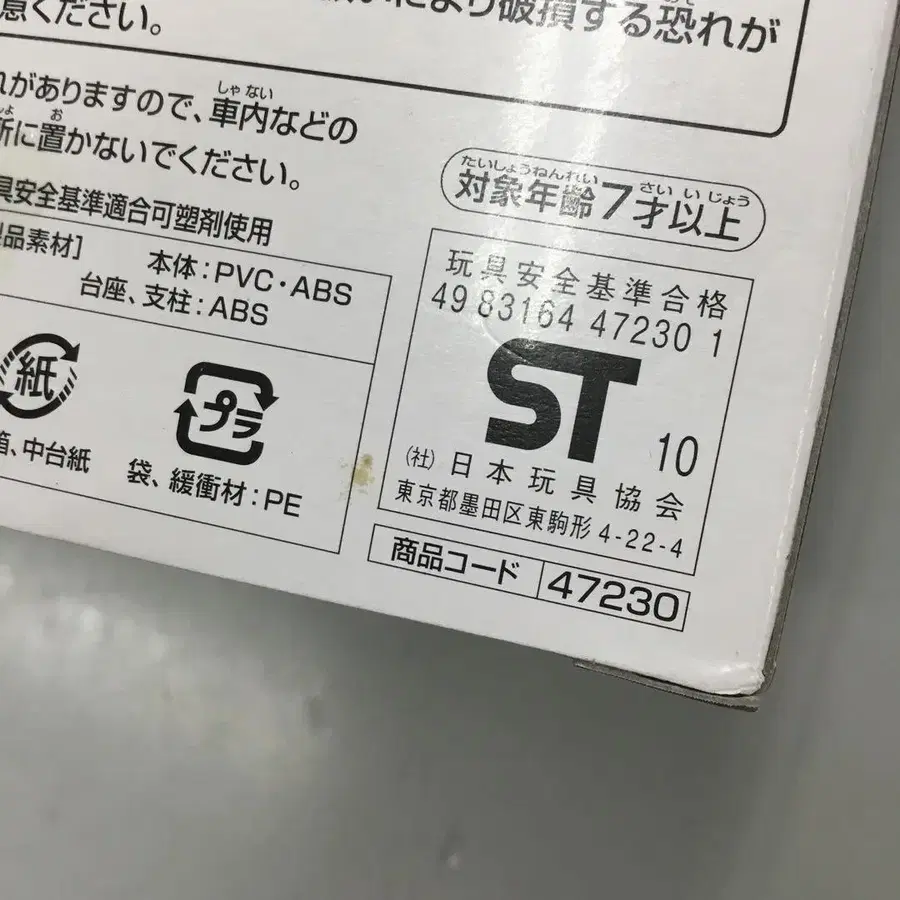 により破損する恐れが
意ください。
れがありますので、車内などの
しゃない
所に置かないでください。
お
具安全基準適合可塑剤使用
品素材]
本体：PVC・ABS
台座、支柱：ABS
紙
プラ
箱、中台紙
袋、緩衝材：PE
たいしょうねんれい さい いじょう
対象年齢7才以上
玩具安全基準合格
49 83164 47230 1
ST
10
(社)日本玩具協会
東京都墨田区東駒形 4-22-4
商品コード 47230